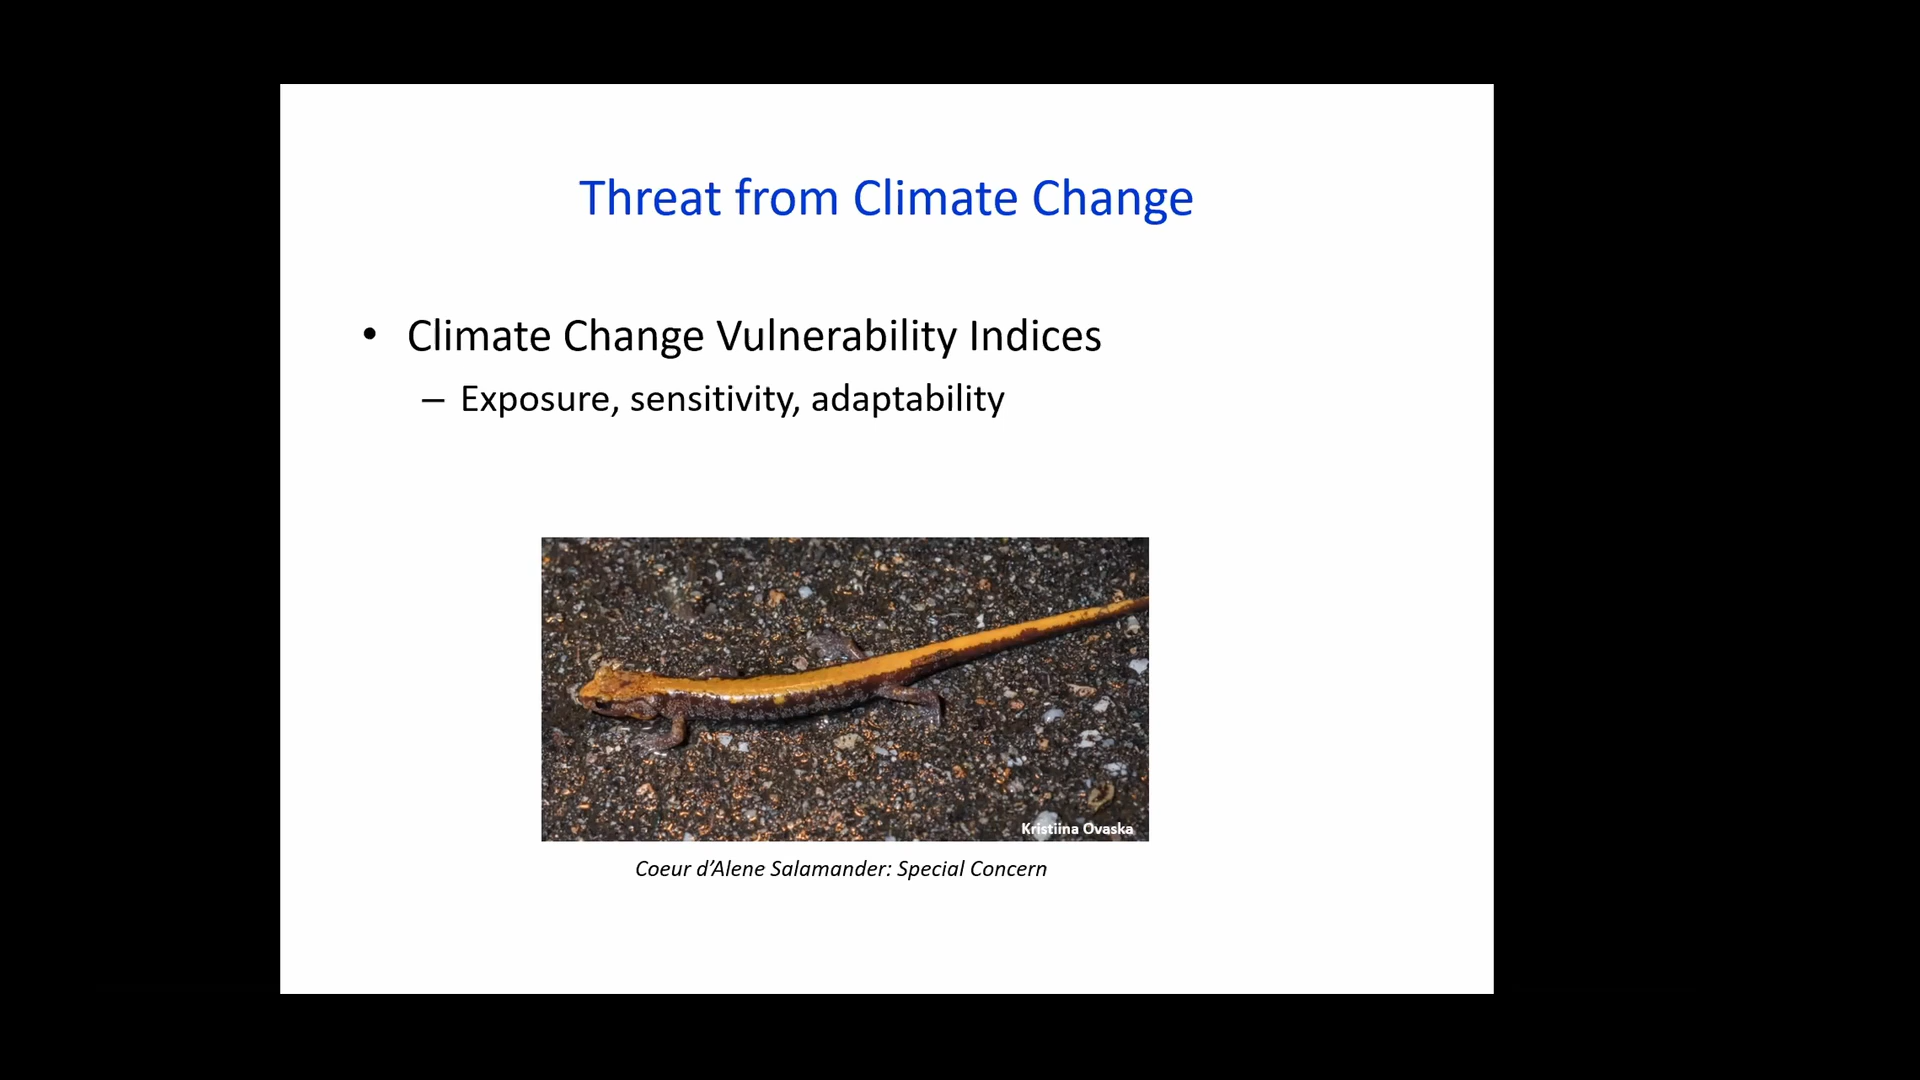 Threat from Climate Change
• Climate Change Vulnerability Indices
– Exposure, sensitivity, adaptability
Kristiina Ovaska
Coeur d’Alene Salamander: Special Concern